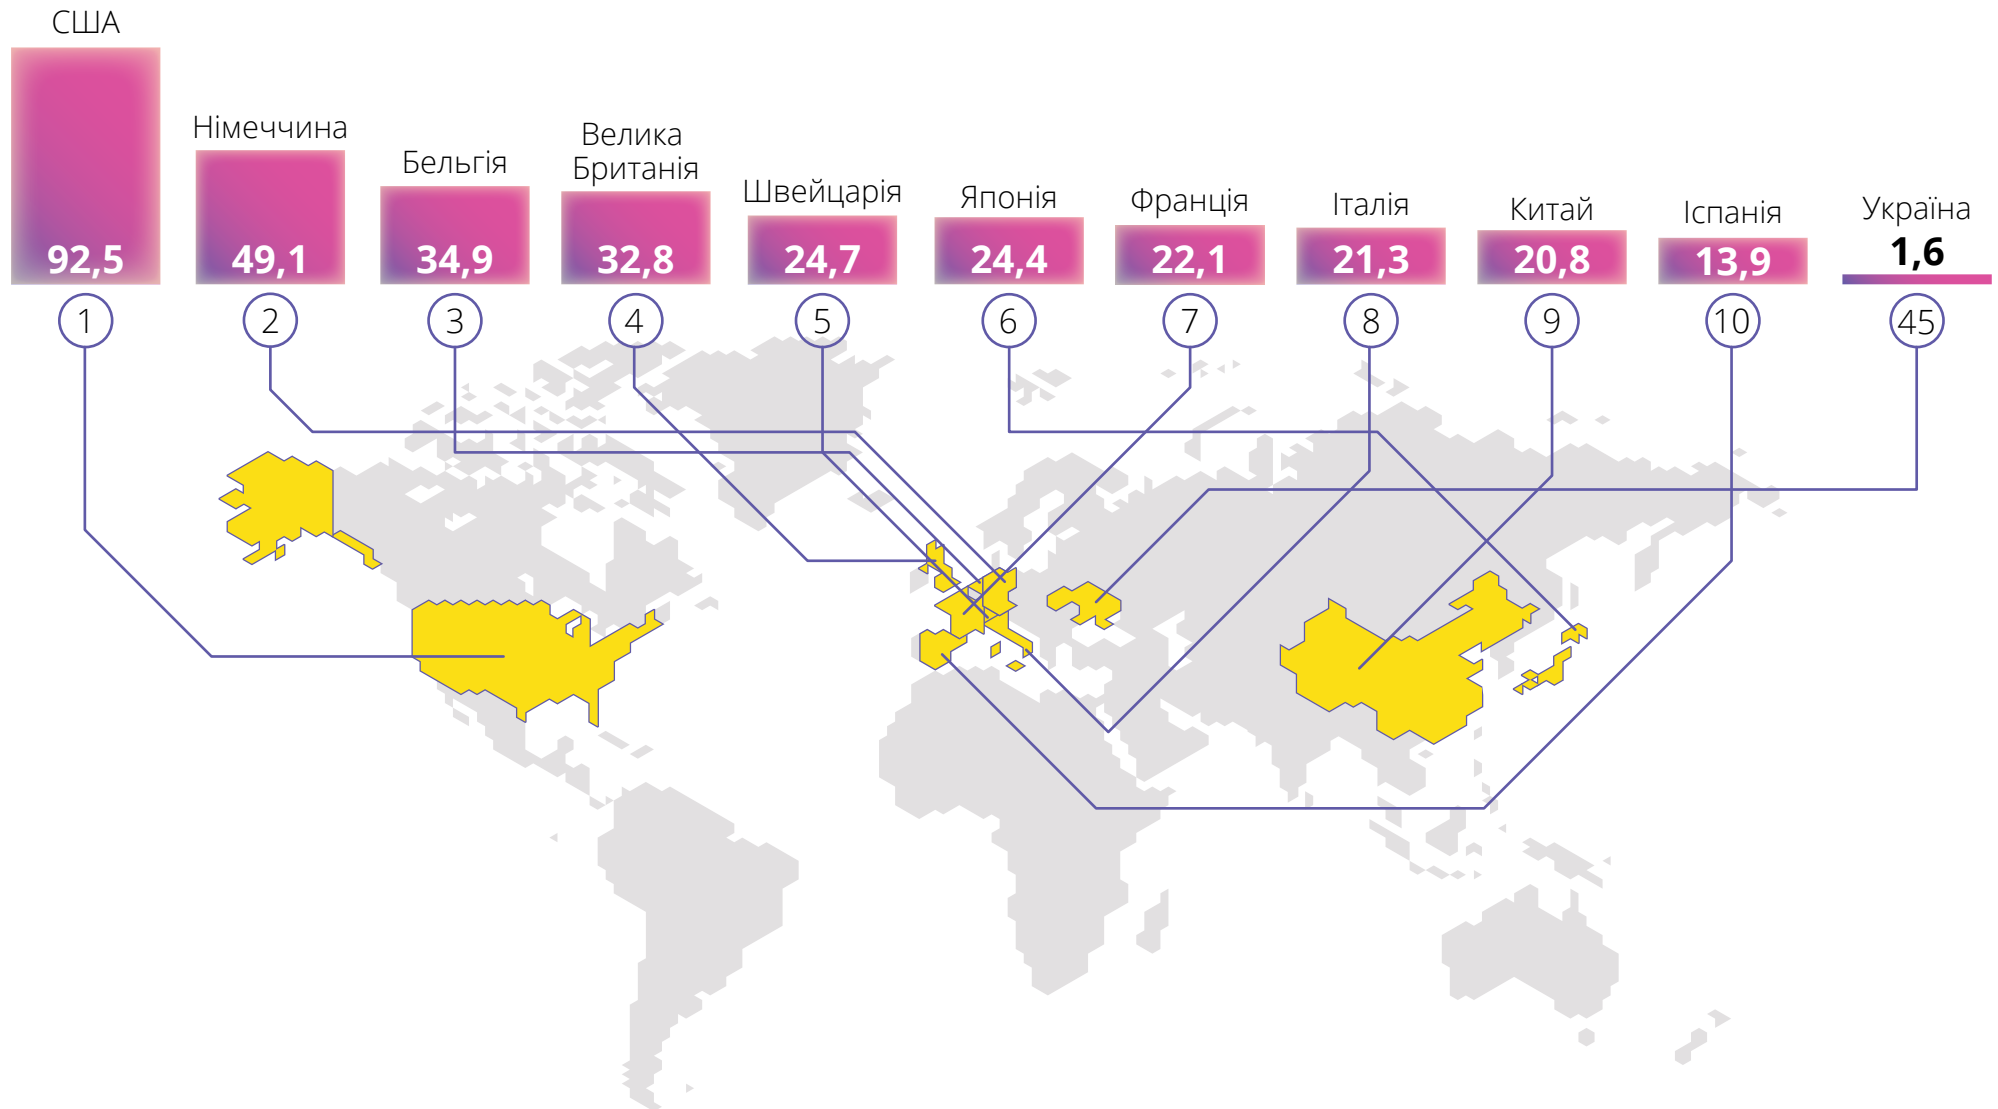 США
92,5
1
Німеччина
49,1
2
Бельгія
34,9
3
Велика
Британія
32,8
4
Швейцарія
24,7
5
Японія
24,4
6
Франція
22,1
7
Італія
21,3
8
Китай
20,8
9
Іспанія
13,9
10
Україна
1,6
45